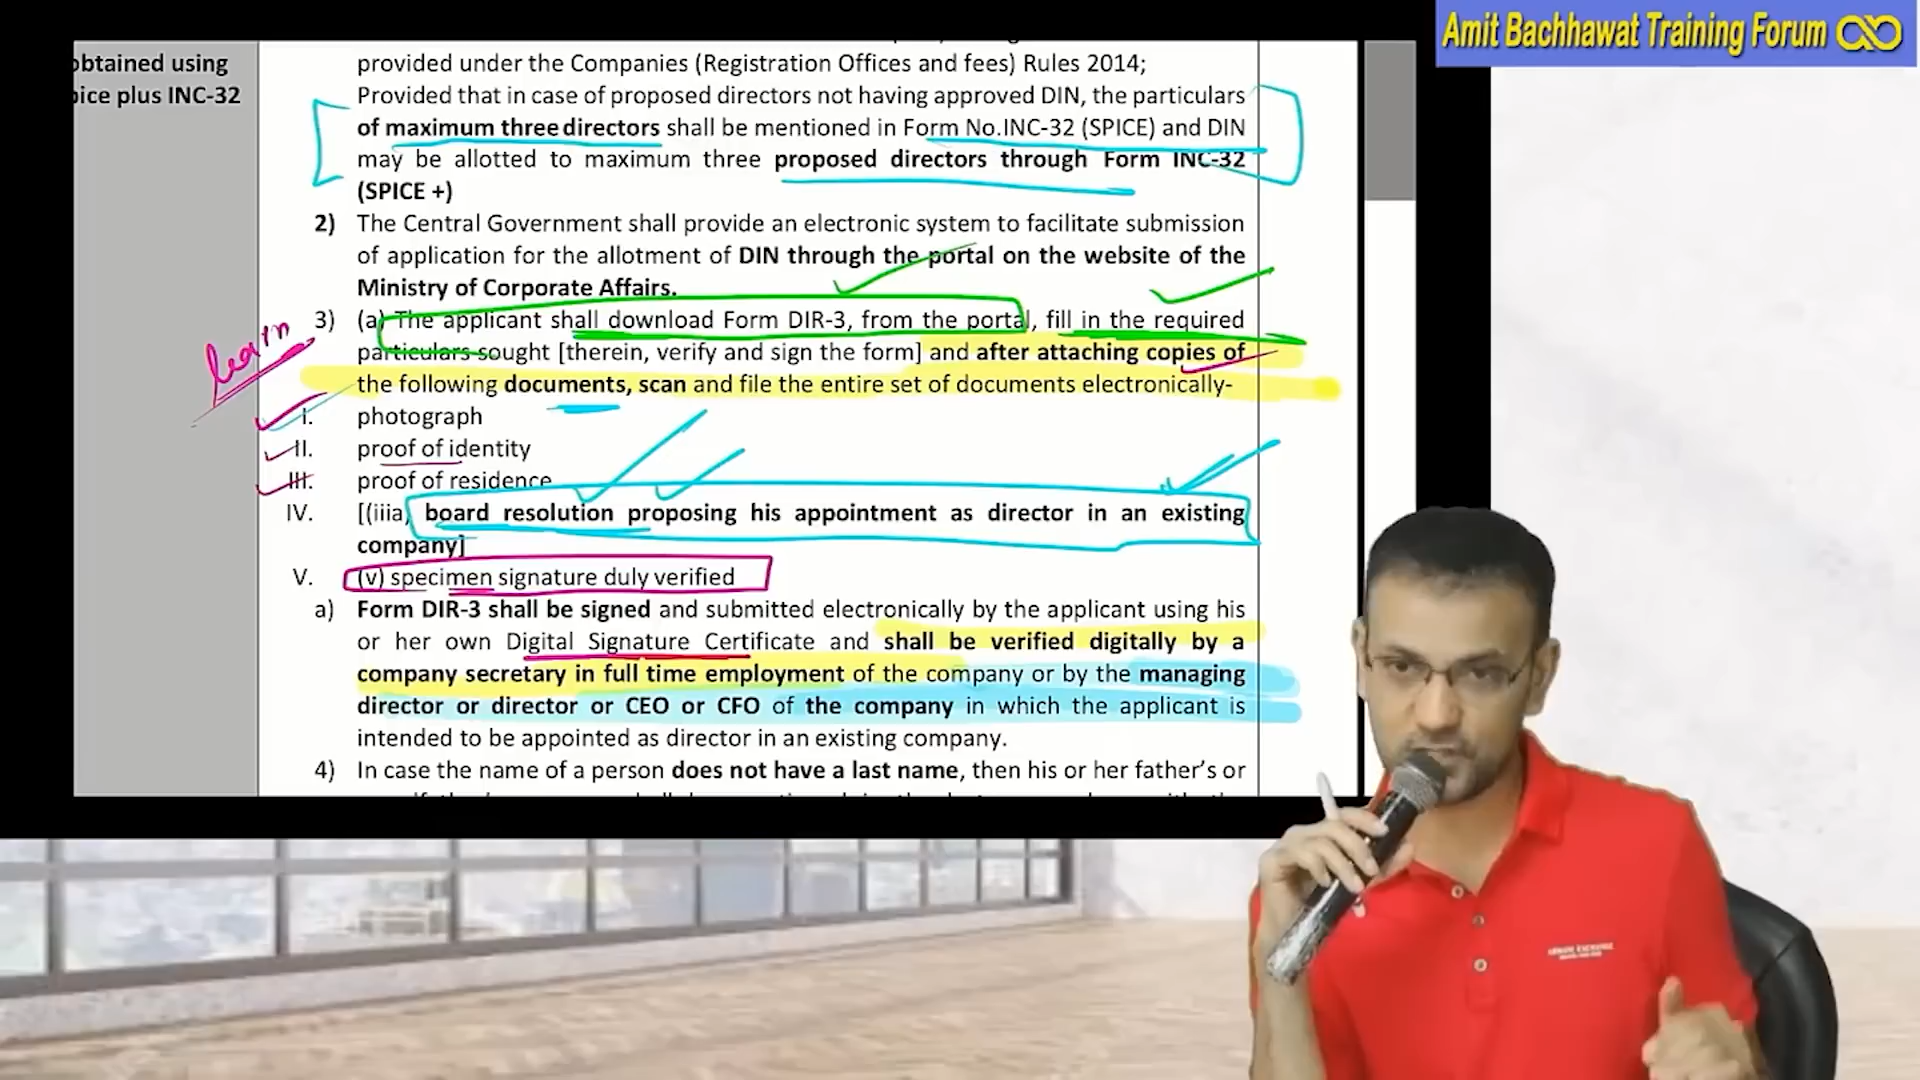 Amit Bachhawat Training Forum
obtained using
pice plus INC-32
provided under the Companies (Registration Offices and fees) Rules 2014;
Provided that in case of proposed directors not having approved DIN, the particulars
of maximum three directors shall be mentioned in Form No.INC-32 (SPICE) and DIN
may be allotted to maximum three proposed directors through Form INC-32
(SPICE +)
2) The Central Government shall provide an electronic system to facilitate submission
of application for the allotment of DIN through the portal on the website of the
Ministry of Corporate Affairs.
learn
3) (a) The applicant shall download Form DIR-3, from the portal, fill in the required
particulars sought [therein, verify and sign the form] and after attaching copies of
the following documents, scan and file the entire set of documents electronically-
I. photograph
II. proof of identity
III. proof of residence
IV. [(iiia) board resolution proposing his appointment as director in an existing
company]
V. (v) specimen signature duly verified
a) Form DIR-3 shall be signed and submitted electronically by the applicant using his
or her own Digital Signature Certificate and shall be verified digitally by a
company secretary in full time employment of the company or by the managing
director or director or CEO or CFO of the company in which the applicant is
intended to be appointed as director in an existing company.
4) In case the name of a person does not have a last name, then his or her father's or